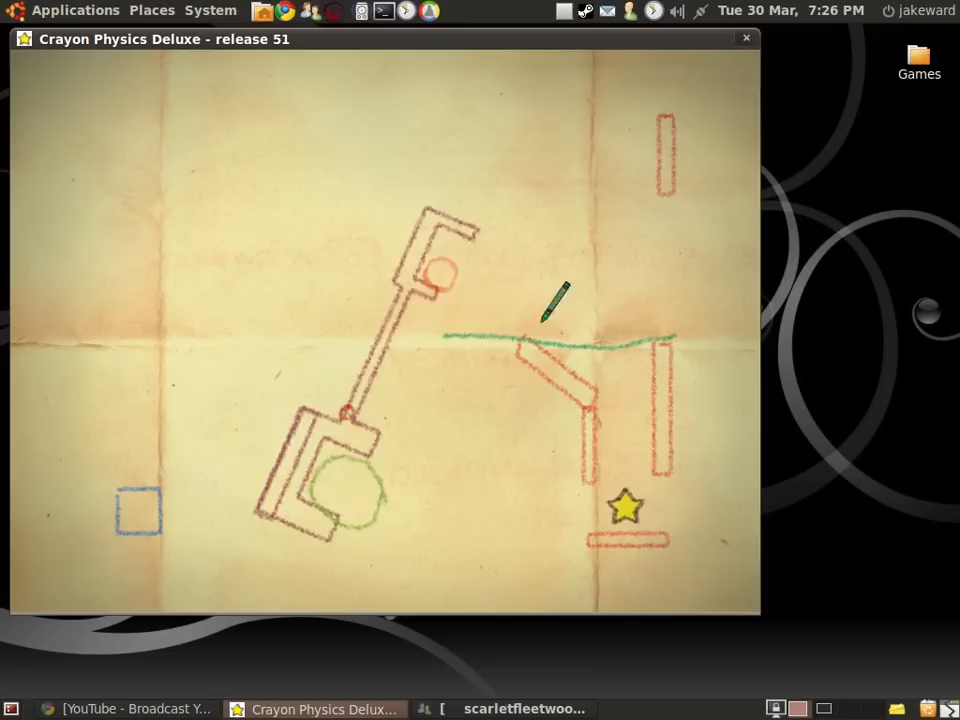 Applications Places System
Tue 30 Mar, 7:26 PM
jakeward
Crayon Physics Deluxe - release 51
Games
[YouTube - Broadcast Y...
Crayon Physics Delux...
[ scarletfleetwoo...